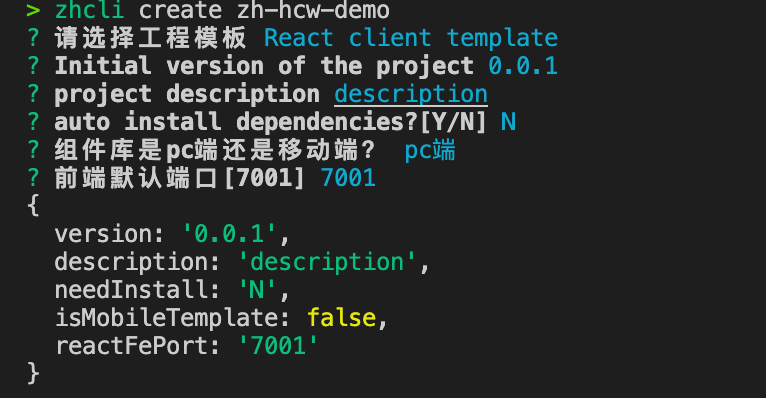 > zhcli create zh-hcw-demo
? 请选择工程模板 React client template
? Initial version of the project 0.0.1
? project description description
? auto install dependencies?[Y/N] N
? 组件库是pc端还是移动端？ pc端
? 前端默认端口[7001] 7001
{
  version: '0.0.1',
  description: 'description',
  needInstall: 'N',
  isMobileTemplate: false,
  reactFePort: '7001'
}